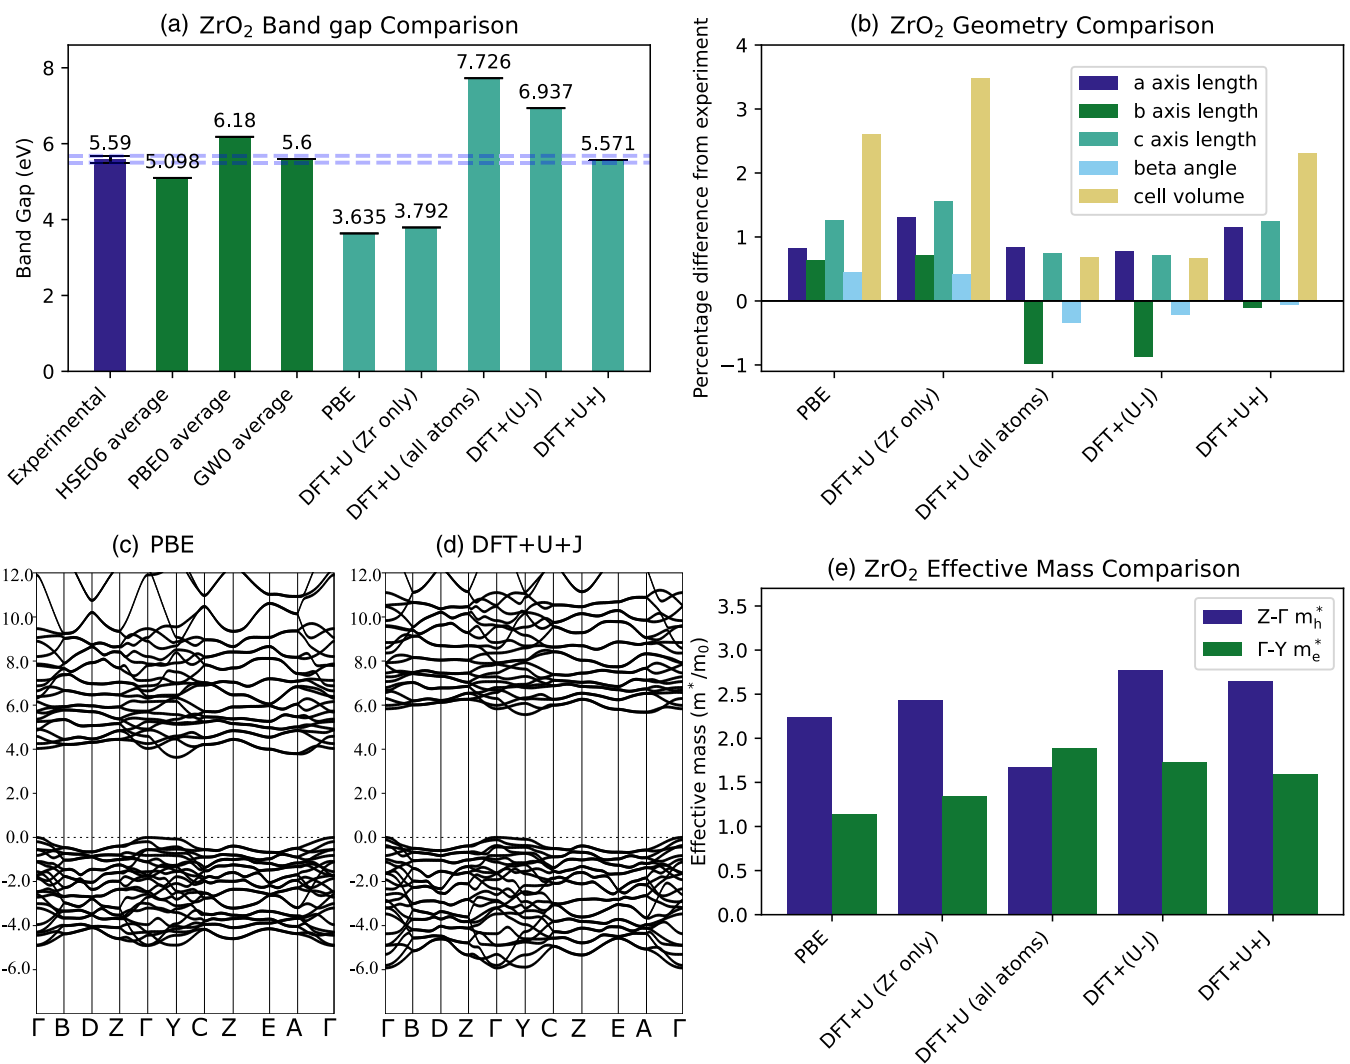 (a) ZrO₂ Band gap Comparison
Band Gap (eV)
8
6
4
2
0
5.59
5.098
6.18
5.6
3.635
3.792
7.726
6.937
5.571
Experimental
HSE06 average
PBE0 average
GW0 average
PBE
DFT+U (Zr only)
DFT+U (all atoms)
DFT+(U-J)
DFT+U+J
(b) ZrO₂ Geometry Comparison
Percentage difference from experiment
4
3
2
1
0
−1
a axis length
b axis length
c axis length
beta angle
cell volume
PBE
DFT+U (Zr only)
DFT+U (all atoms)
DFT+(U-J)
DFT+U+J
(c) PBE
12.0
10.0
8.0
6.0
4.0
2.0
0.0
-2.0
-4.0
-6.0
Γ B D Z Γ Y C Z E A Γ
(d) DFT+U+J
12.0
10.0
8.0
6.0
4.0
2.0
0.0
-2.0
-4.0
-6.0
Γ B D Z Γ Y C Z E A Γ
(e) ZrO₂ Effective Mass Comparison
Effective mass (m*/m₀)
3.5
3.0
2.5
2.0
1.5
1.0
0.5
0.0
Z-Γ m*ₕ
Γ-Y m*ₑ
PBE
DFT+U (Zr only)
DFT+U (all atoms)
DFT+(U-J)
DFT+U+J